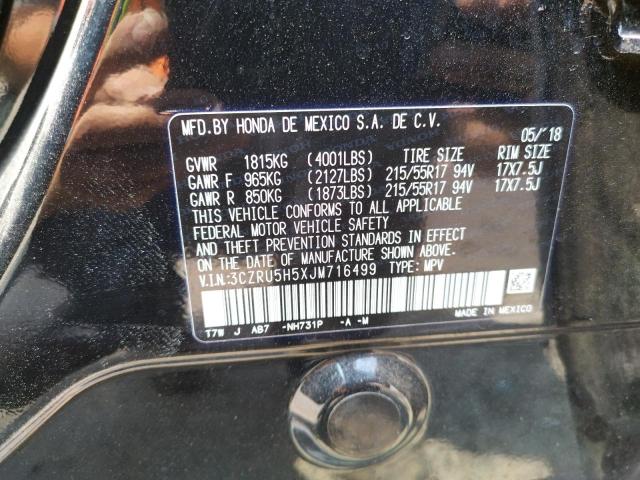 MFD.BY HONDA DE MEXICO S.A. DE C.V.
05/'18
GVWR 1815KG (4001LBS) TIRE SIZE RIM SIZE
GAWR F 965KG (2127LBS) 215/55R17 94V 17X7.5J
GAWR R 850KG (1873LBS) 215/55R17 94V 17X7.5J
THIS VEHICLE CONFORMS TO ALL APPLICABLE
FEDERAL MOTOR VEHICLE SAFETY
AND THEFT PREVENTION STANDARDS IN EFFECT
ON THE DATE OF MANUFACTURE SHOWN ABOVE.
V.I.N.:3CZRU5H5XJM716499 TYPE: MPV
T7W J AB7 -NH731P -A -M MADE IN MEXICO